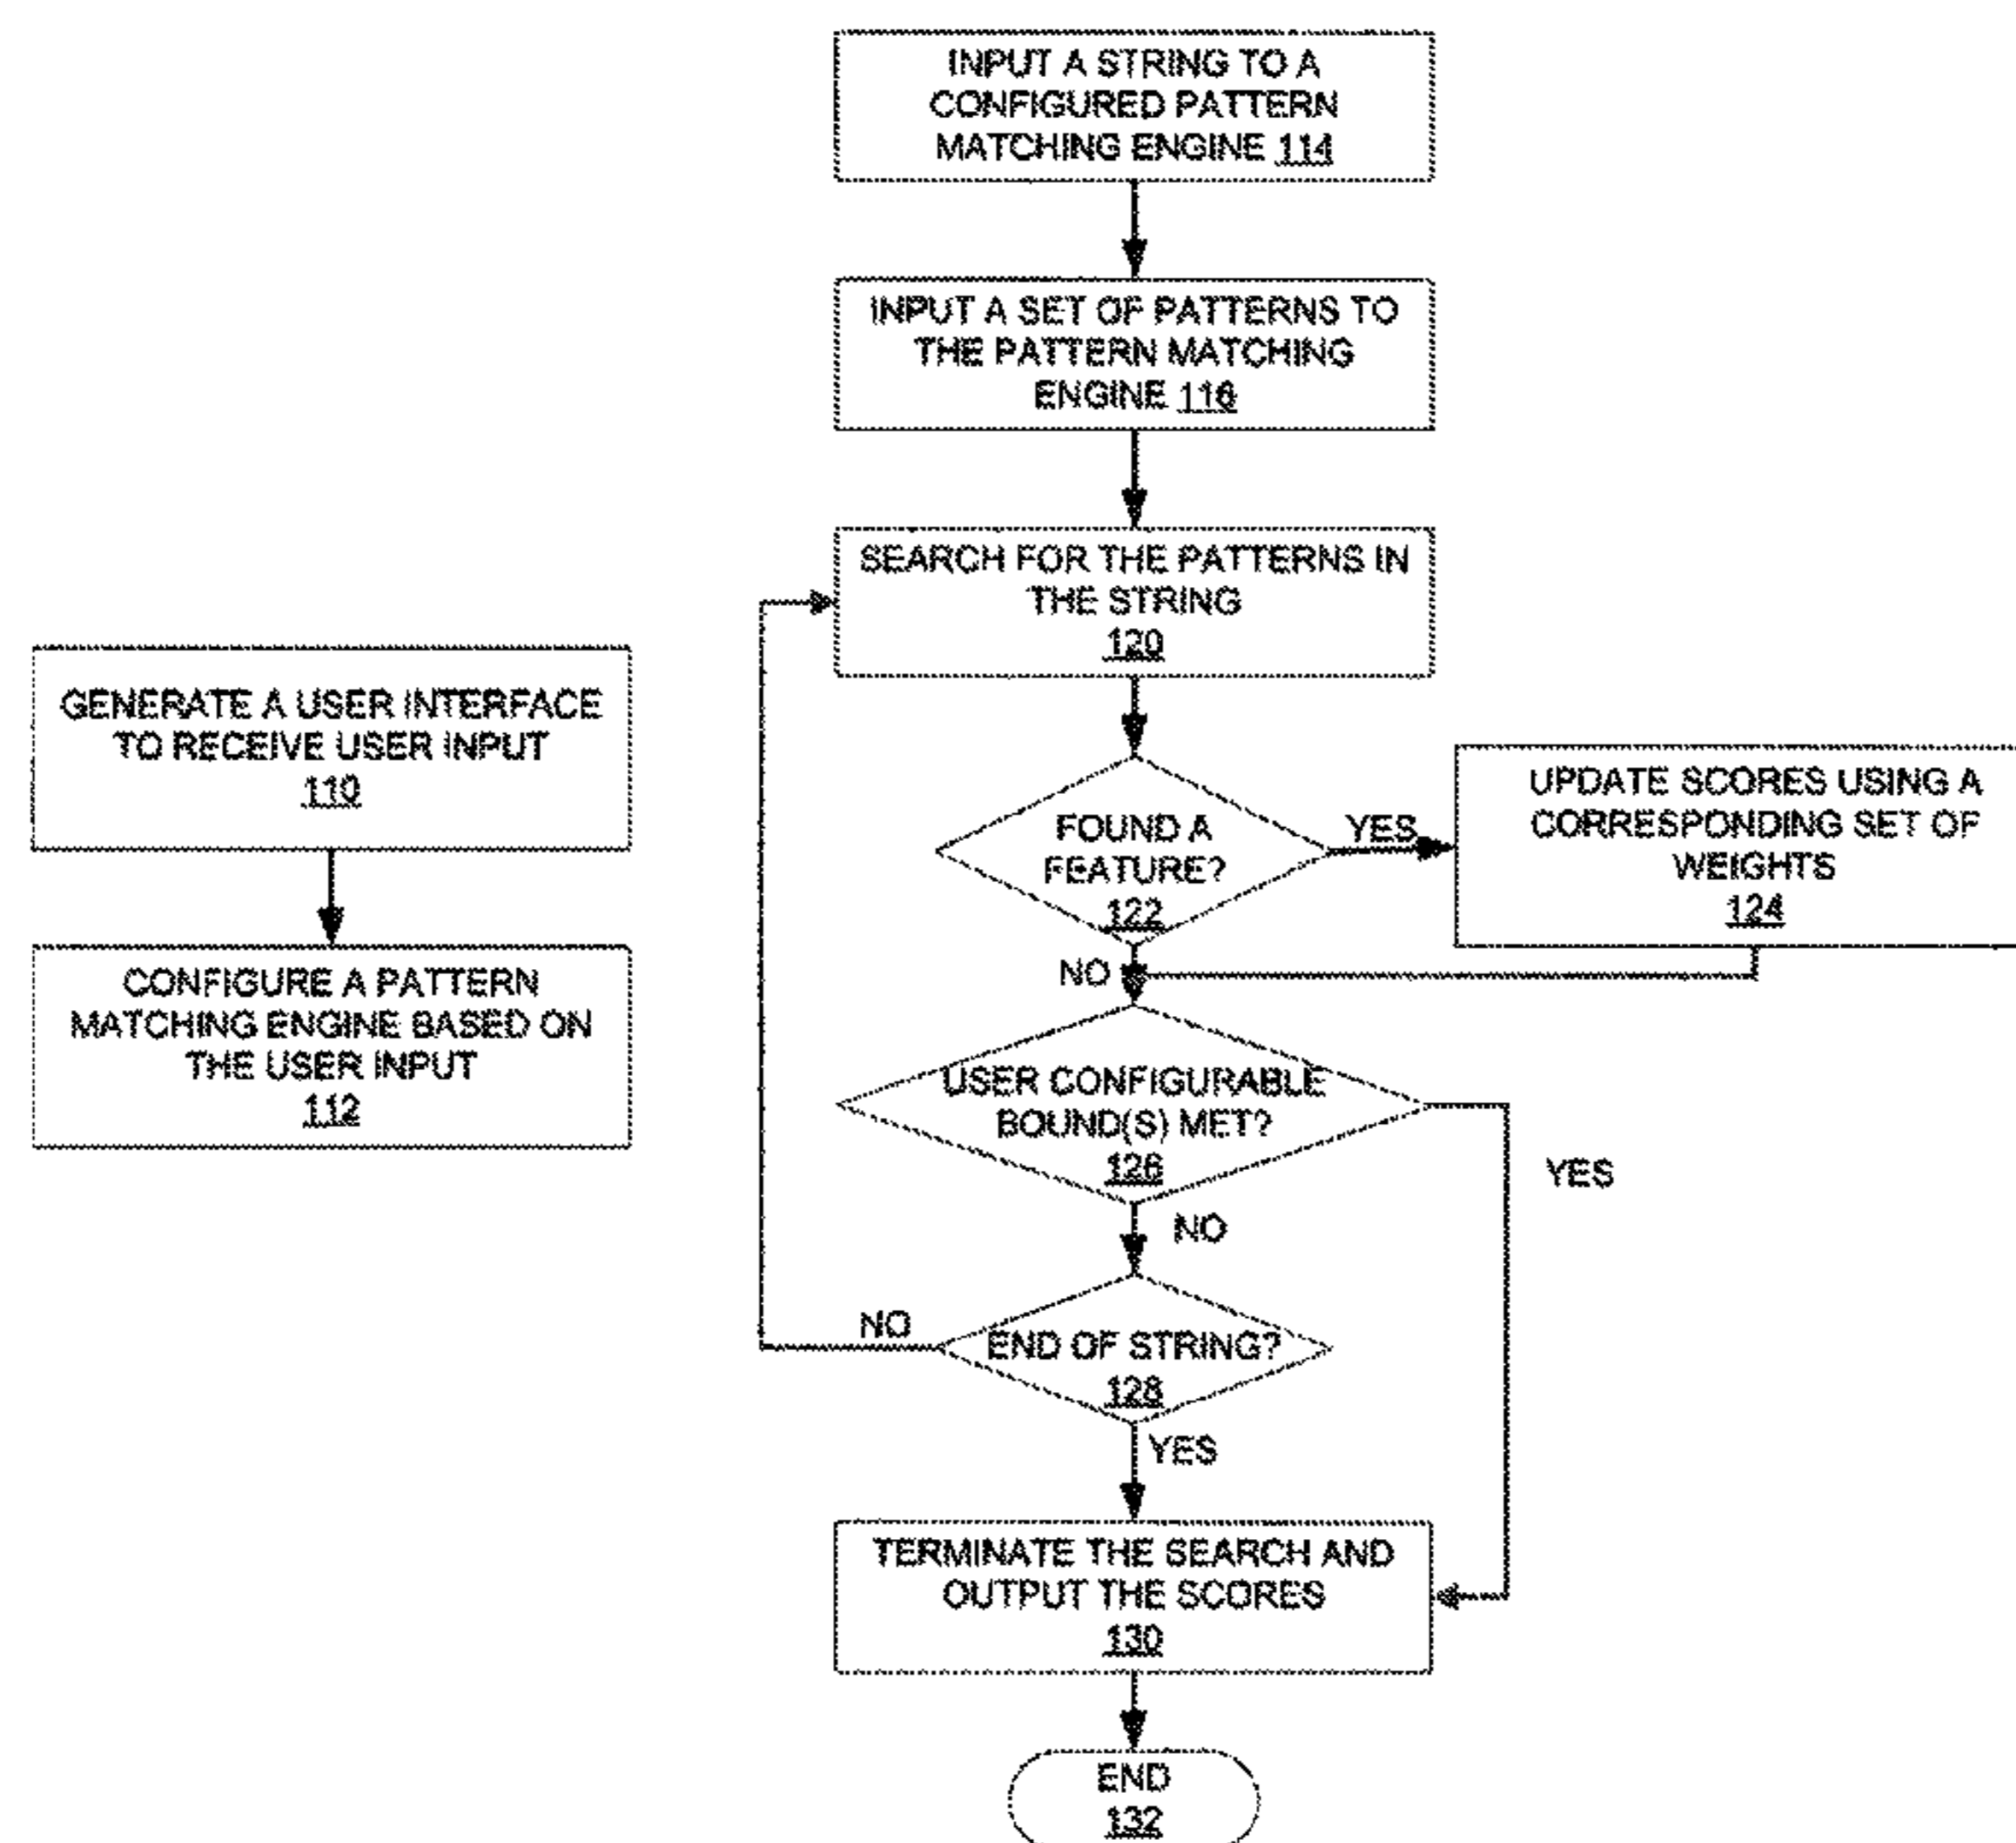 INPUT A STRING TO A
CONFIGURED PATTERN
MATCHING ENGINE 114
INPUT A SET OF PATTERNS TO
THE PATTERN MATCHING
ENGINE 116
SEARCH FOR THE PATTERNS IN
THE STRING
120
GENERATE A USER INTERFACE
TO RECEIVE USER INPUT
110
CONFIGURE A PATTERN
MATCHING ENGINE BASED ON
THE USER INPUT
112
FOUND A
FEATURE?
122
YES
UPDATE SCORES USING A
CORRESPONDING SET OF
WEIGHTS
124
NO
USER CONFIGURABLE
BOUND(S) MET?
126
YES
NO
END OF STRING?
128
NO
YES
TERMINATE THE SEARCH AND
OUTPUT THE SCORES
130
END
132